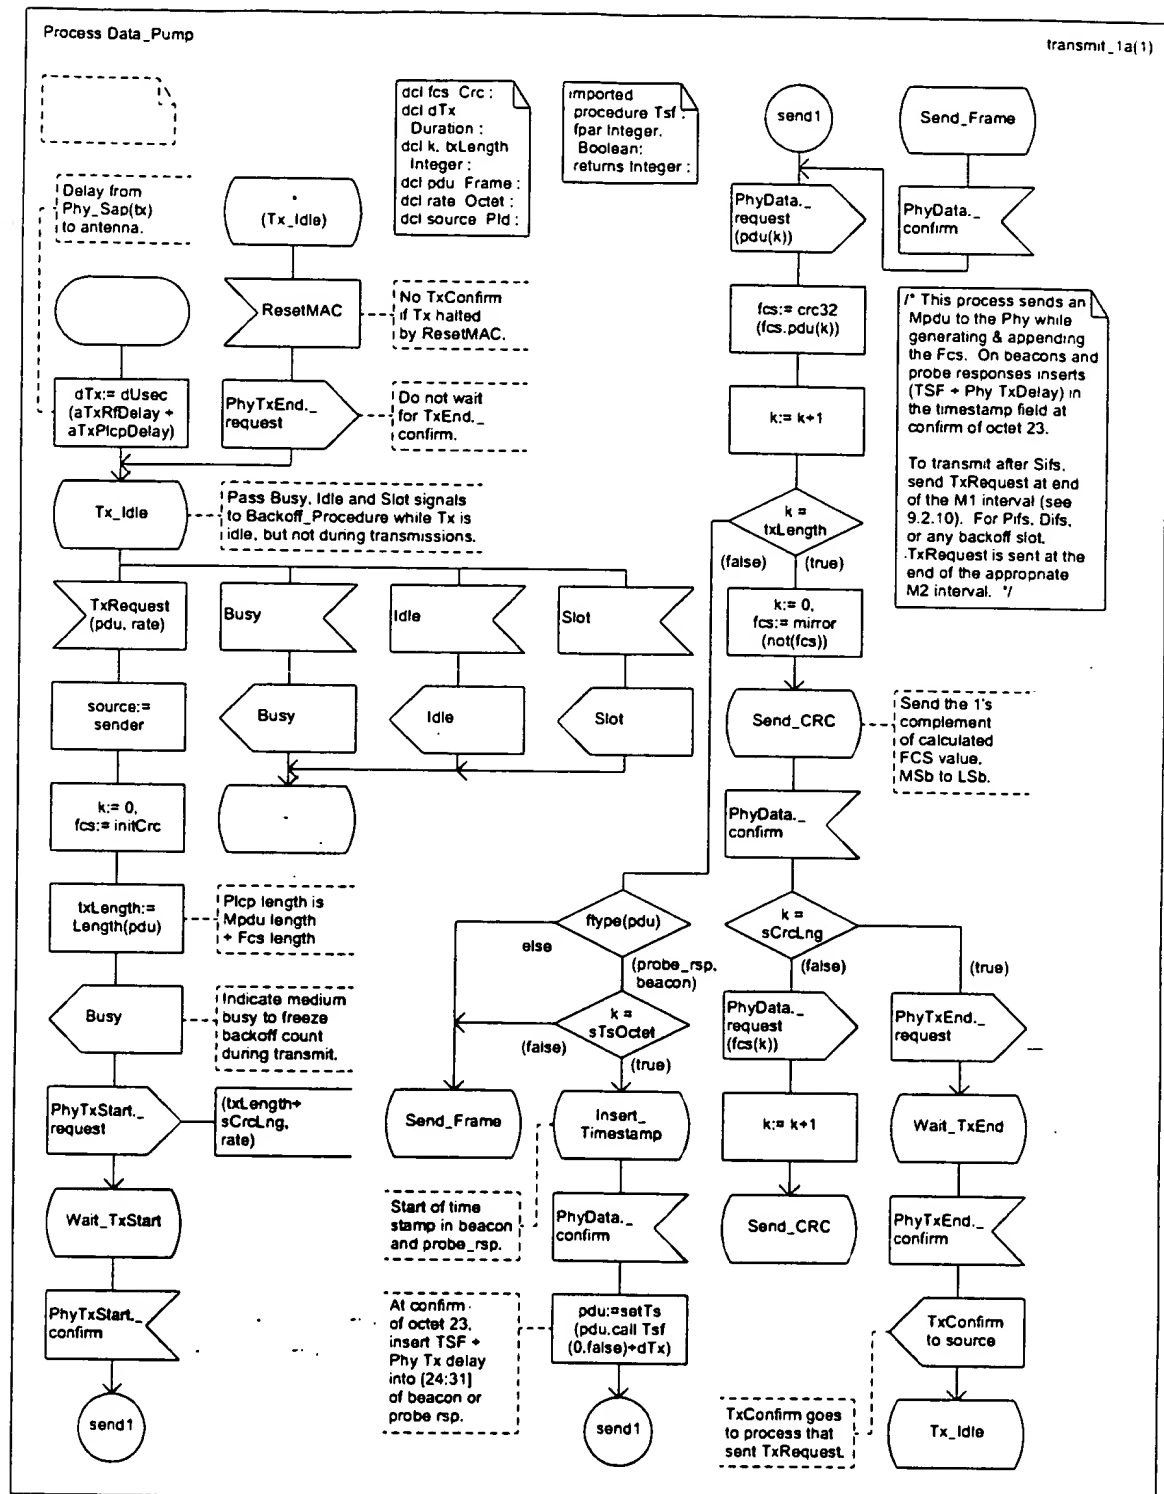 Process Data_Pump
transmit_1a(1)
dcl fcs Crc :
dcl dTx
Duration :
dcl k, txLength
Integer :
dcl pdu Frame :
dcl rate Octet :
dcl source PId :
imported
procedure Tsf :
fpar Integer.
Boolean:
returns Integer :
Delay from
Phy_Sap(tx)
to antenna.
*
(Tx_Idle)
ResetMAC
No TxConfirm
if Tx halted
by ResetMAC.
dTx:= dUsec
(aTxRfDelay +
aTxPlcpDelay)
PhyTxEnd._
request
Do not wait
for TxEnd._
confirm.
Tx_Idle
Pass Busy, Idle and Slot signals
to Backoff_Procedure while Tx is
idle, but not during transmissions.
TxRequest
(pdu, rate)
Busy
Idle
Slot
source:=
sender
Busy
Idle
Slot
k:= 0,
fcs:= initCrc
-
txLength:=
Length(pdu)
Plcp length is
Mpdu length
+ Fcs length
Busy
Indicate medium
busy to freeze
backoff count
during transmit.
PhyTxStart._
request
(txLength+
sCrcLng,
rate)
Wait_TxStart
PhyTxStart._
confirm
send1
send1
PhyData._
request
(pdu(k))
Send_Frame
PhyData._
confirm
fcs:= crc32
(fcs.pdu(k))
k:= k+1
k =
txLength
(false)
(true)
/* This process sends an
Mpdu to the Phy while
generating & appending
the Fcs. On beacons and
probe responses inserts
(TSF + Phy TxDelay) in
the timestamp field at
confirm of octet 23.
To transmit after Sifs,
send TxRequest at end
of the M1 interval (see
9.2.10). For Pifs, Difs,
or any backoff slot,
TxRequest is sent at the
end of the appropriate
M2 interval. */
k:= 0,
fcs:= mirror
(not(fcs))
Send_CRC
Send the 1's
complement
of calculated
FCS value,
MSb to LSb.
PhyData._
confirm
k =
sCrcLng
(false)
(true)
PhyData._
request
(fcs(k))
k:= k+1
Send_CRC
PhyTxEnd._
request
Wait_TxEnd
PhyTxEnd._
confirm
TxConfirm
to source
TxConfirm goes
to process that
sent TxRequest.
Tx_Idle
ftype(pdu)
else
(probe_rsp,
beacon)
k =
sTsOctet
(false)
(true)
Send_Frame
Insert_
Timestamp
Start of time
stamp in beacon
and probe_rsp.
PhyData._
confirm
At confirm
of octet 23,
insert TSF +
Phy Tx delay
into [24:31]
of beacon or
probe rsp.
pdu:=setTs
(pdu.call Tsf
(0.false)+dTx)
send1